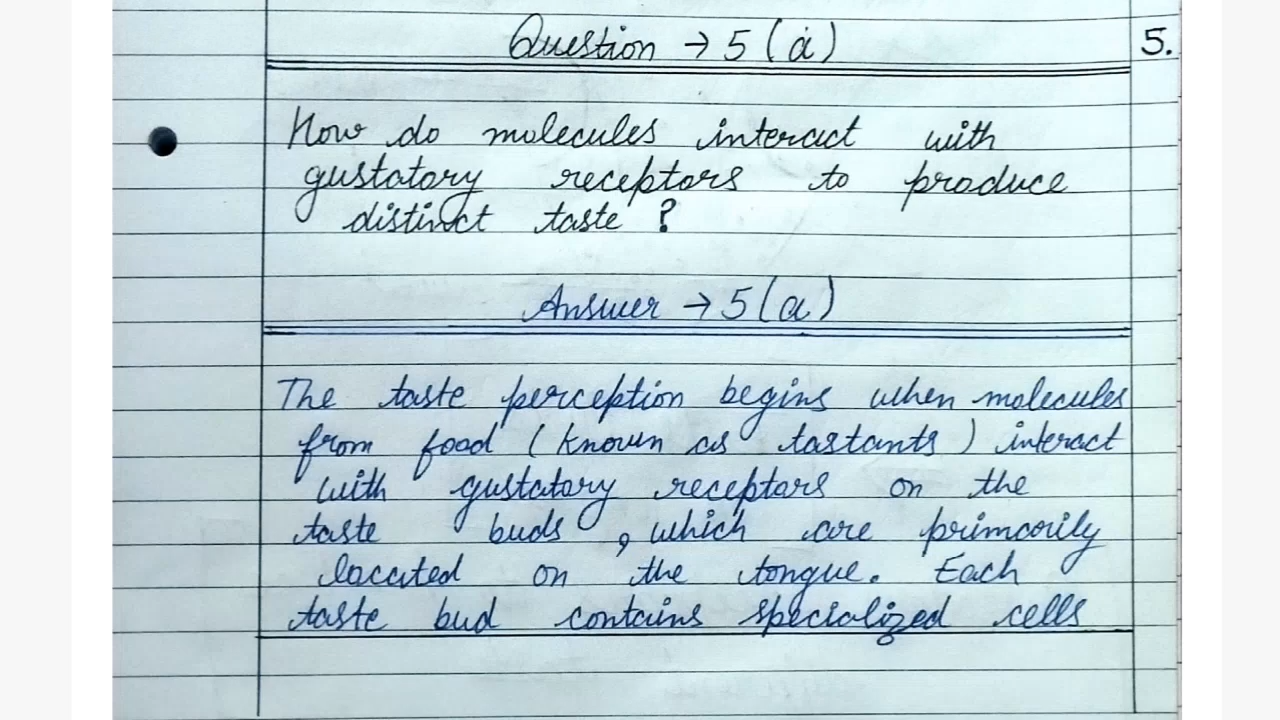 Question → 5 (a)
5.
How do molecules interact with
gustatory receptors to produce
distinct taste ?
Answer → 5 (a)
The taste perception begins when molecules
from food (known as tastants) interact
with gustatory receptors on the
taste buds , which are primarily
located on the tongue. Each
taste bud contains specialized cells